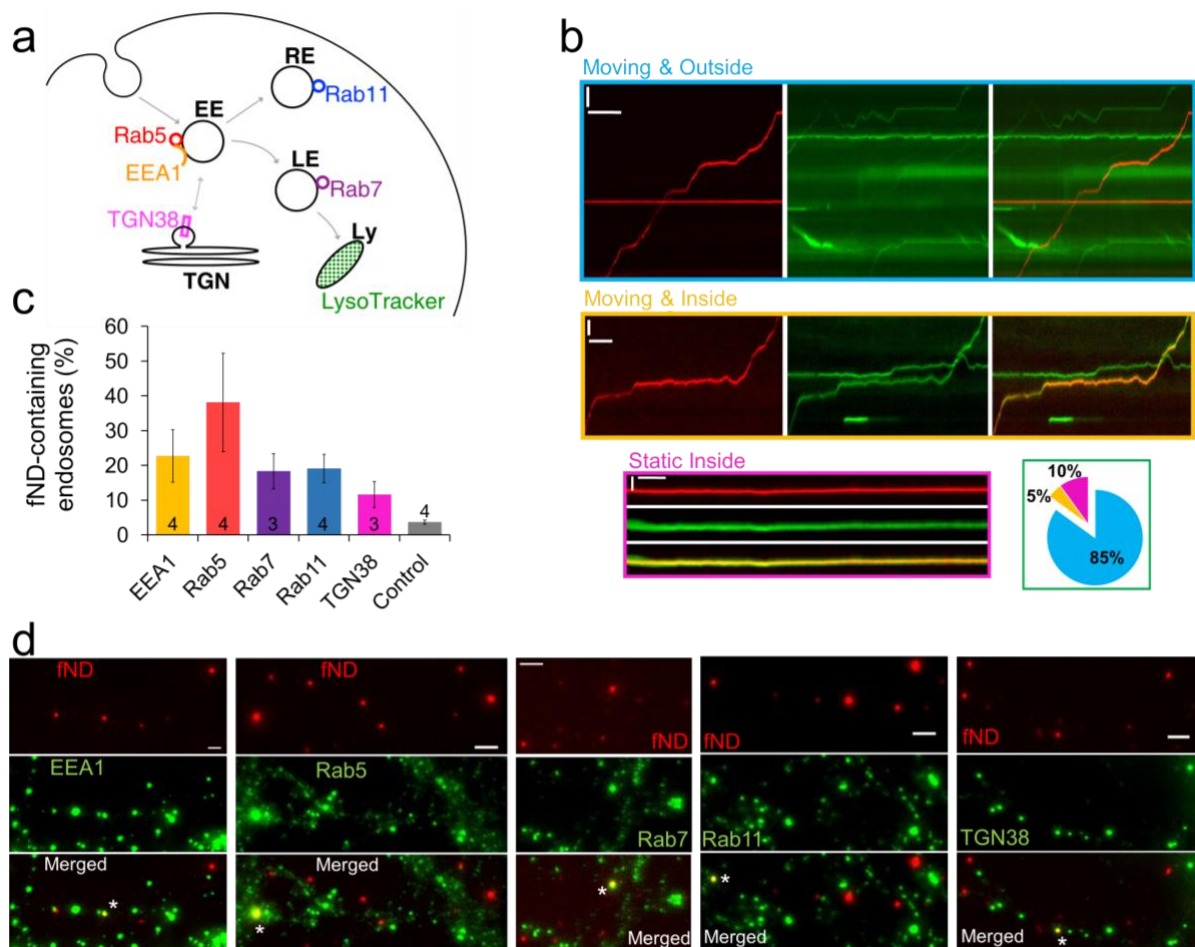 a
RE
Rab11
EE
Rab5
EEA1
LE
Rab7
TGN38
Ly
TGN
LysoTracker
b
Moving & Outside
Moving & Inside
Static Inside
10%
5%
85%
c
fND-containing
endosomes (%)
60
50
40
30
20
10
0
4
4
3
4
3
4
EEA1
Rab5
Rab7
Rab11
TGN38
Control
d
fND
fND
fND
fND
fND
EEA1
Rab5
Rab7
Rab11
TGN38
Merged
*
Merged
*
*
Merged
*
Merged
Merged
*